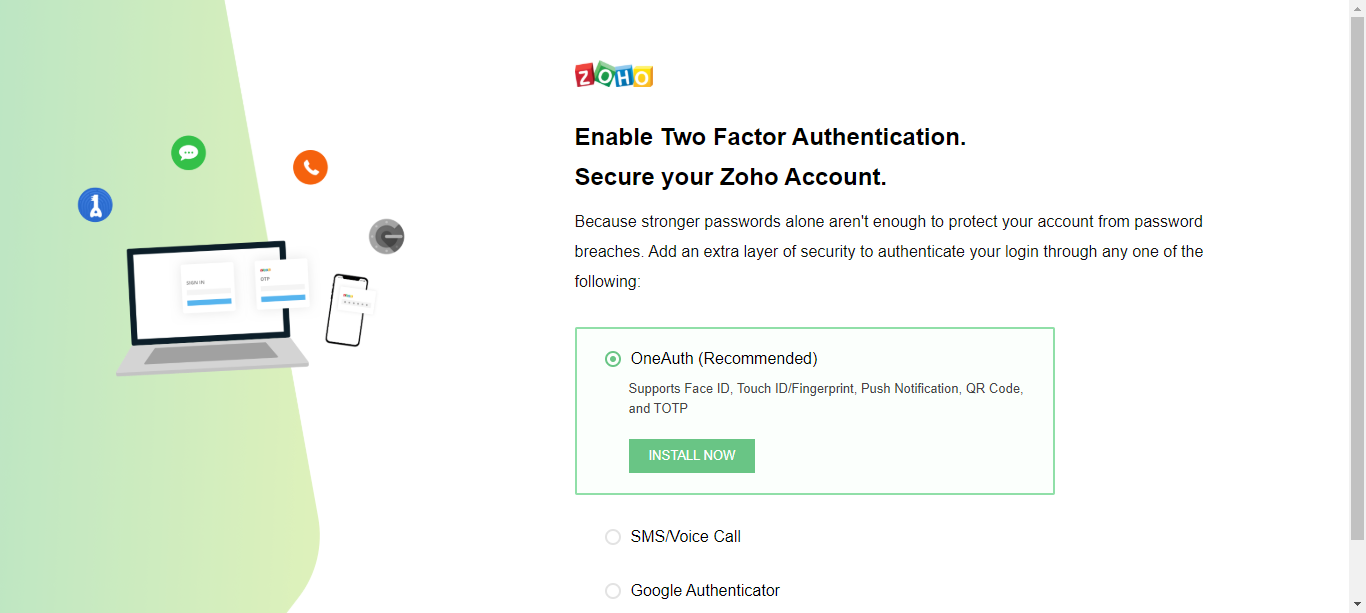 ZOHO
Enable Two Factor Authentication.
Secure your Zoho Account.
Because stronger passwords alone aren't enough to protect your account from password
breaches. Add an extra layer of security to authenticate your login through any one of the
following:
SIGN IN
OTP
OneAuth (Recommended)
Supports Face ID, Touch ID/Fingerprint, Push Notification, QR Code,
and TOTP
INSTALL NOW
SMS/Voice Call
Google Authenticator